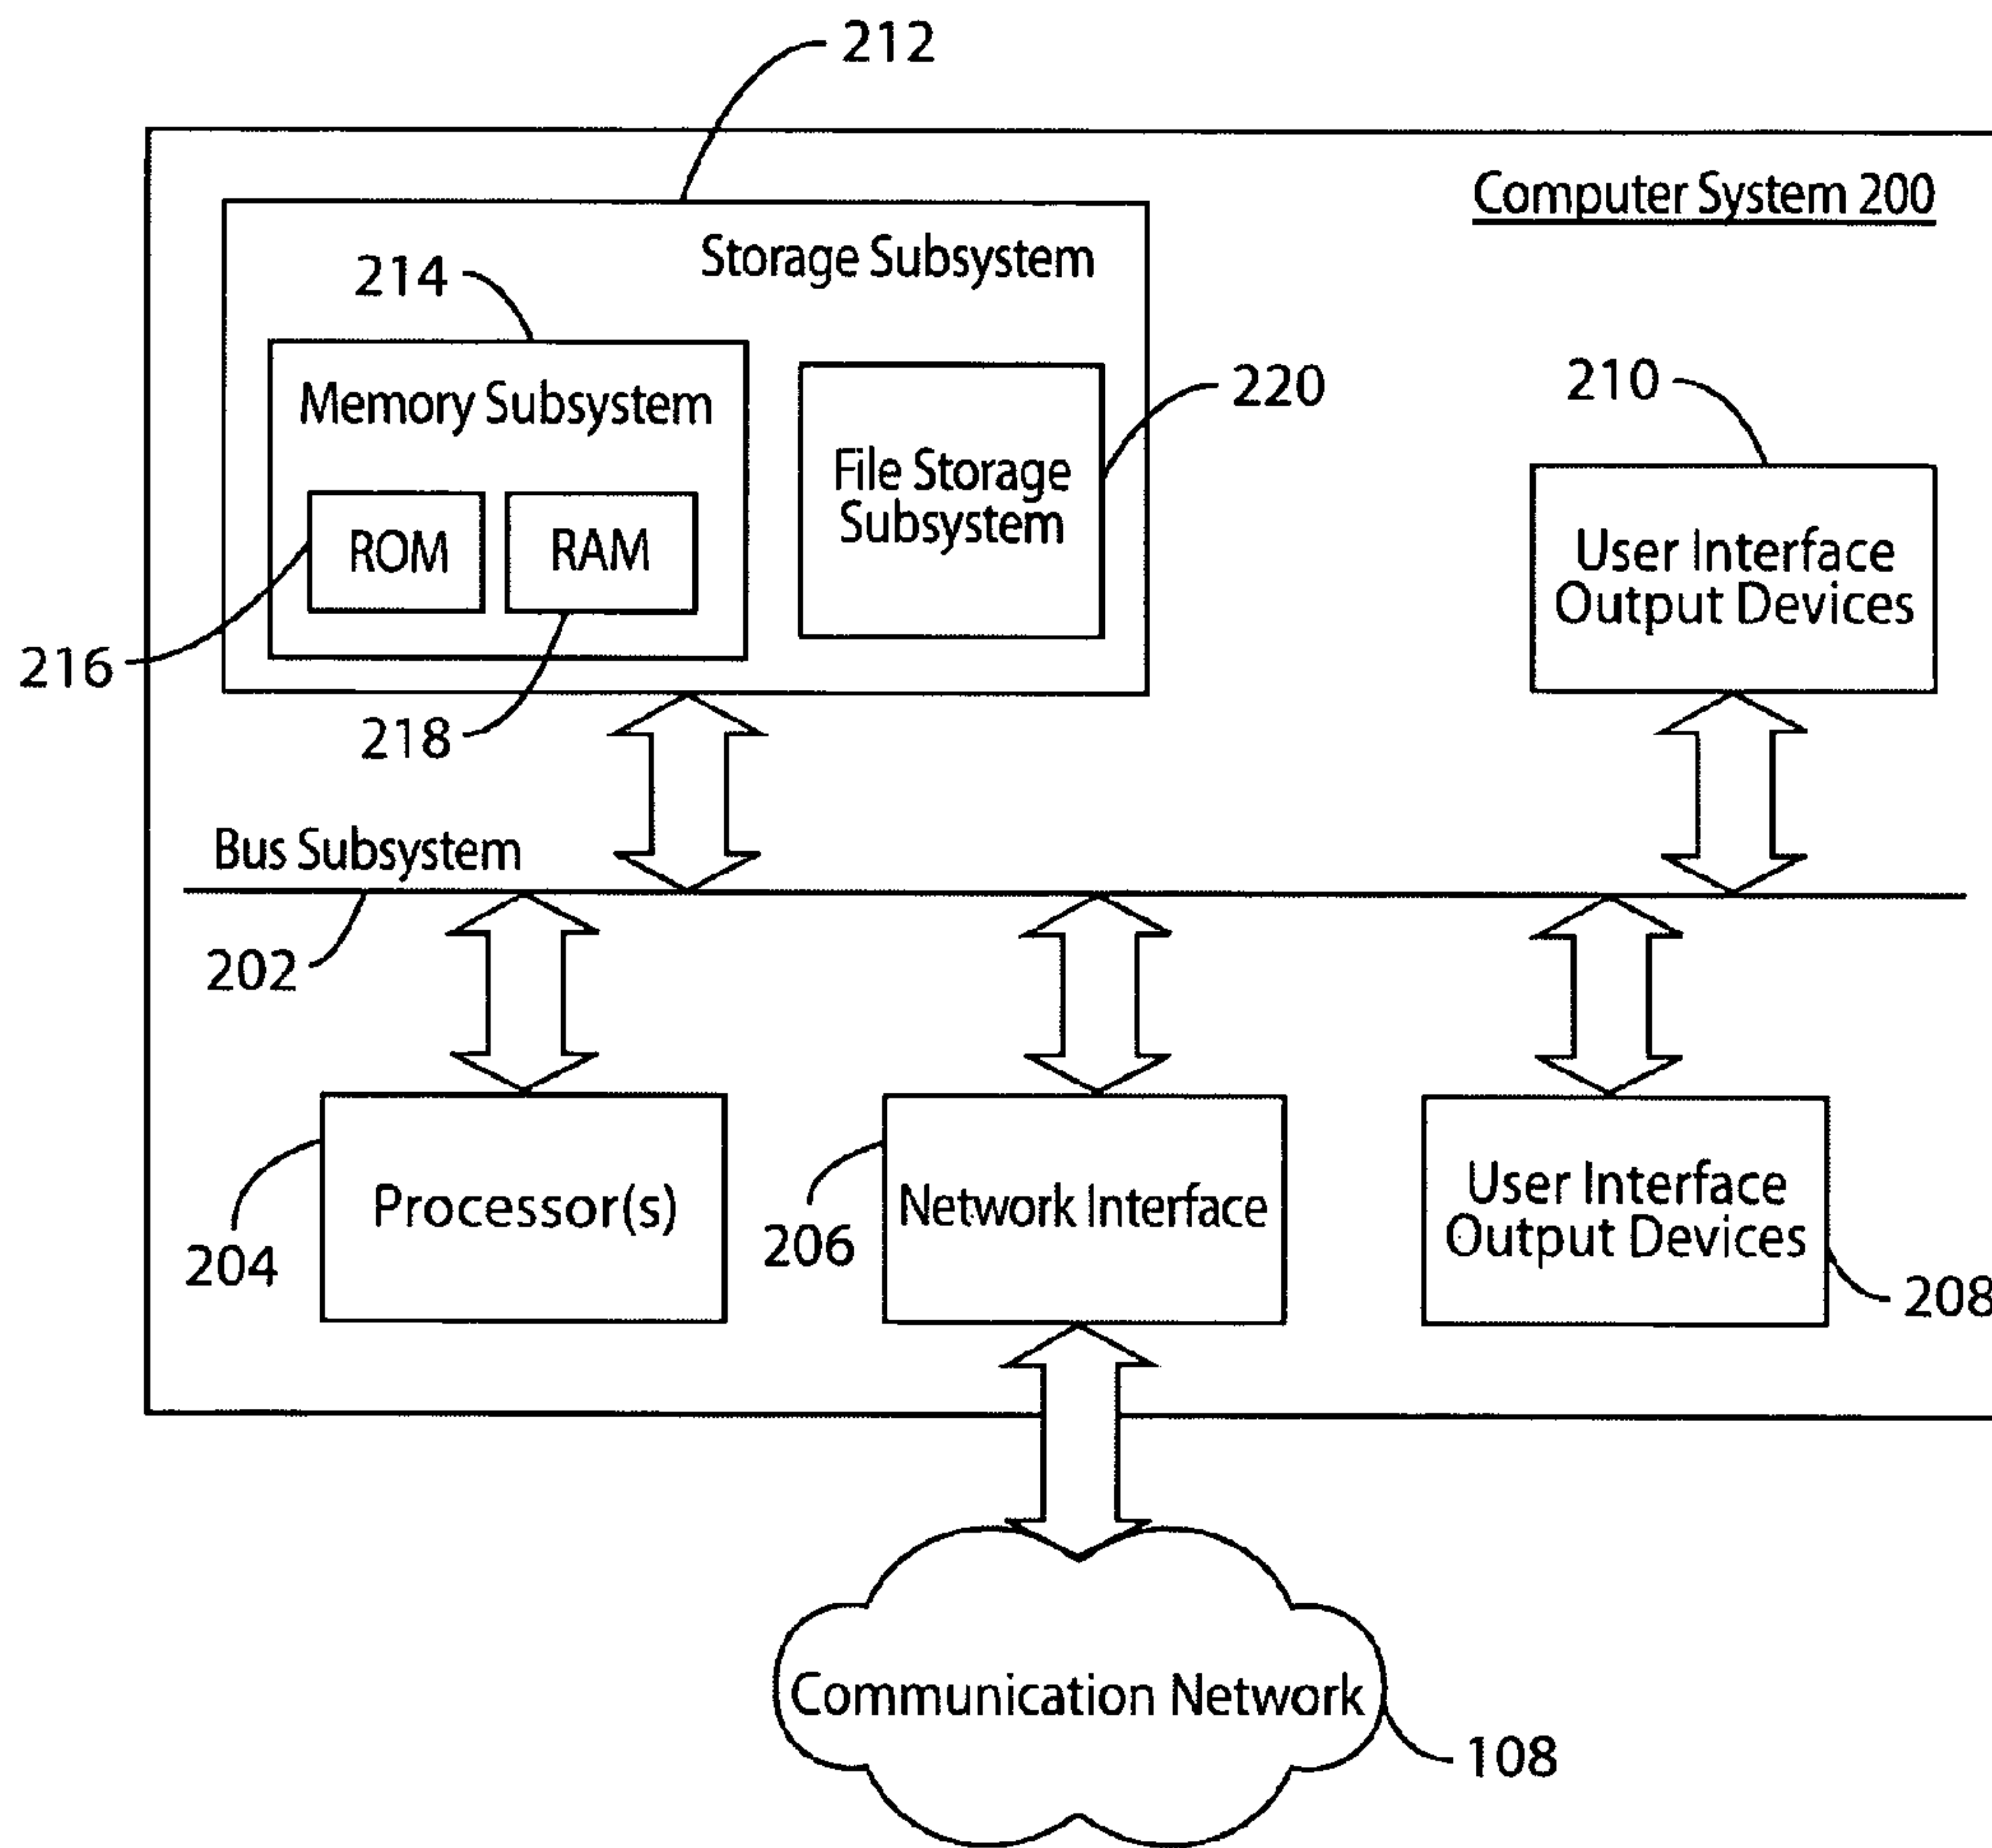 212
Computer System 200
Storage Subsystem
214
Memory Subsystem
220
210
File Storage
Subsystem
ROM
RAM
User Interface
Output Devices
216
218
Bus Subsystem
202
Processor(s)
Network Interface
User Interface
Output Devices
204
206
208
Communication Network
108